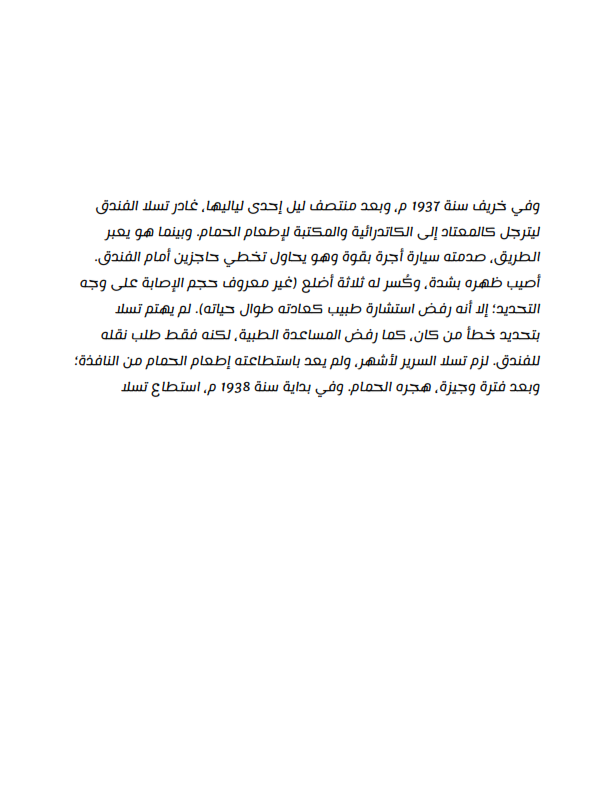 وفي خريف سنة 1937 م، وبعد منتصف ليل إحدى لياليها، غادر تسلا الفندق
ليترجل كالمعتاد إلى الكاتدرائية والمكتبة لإطعام الحمام. وبينما هو يعبر
الطريق، صدمته سيارة أجرة بقوة وهو يحاول تخطي حاجزين أمام الفندق.
أصيب ظهره بشدة، وكُسر له ثلاثة أضلع (غير معروف حجم الإصابة على وجه
التحديد؛ إلا أنه رفض استشارة طبيب كعادته طوال حياته). لم يهتم تسلا
بتحديد خطأ من كان، كما رفض المساعدة الطبية، لكنه فقط طلب نقله
للفندق. لزم تسلا السرير لأشهر، ولم يعد باستطاعته إطعام الحمام من النافذة؛
وبعد فترة وجيزة، هجره الحمام. وفي بداية سنة 1938 م، استطاع تسلا